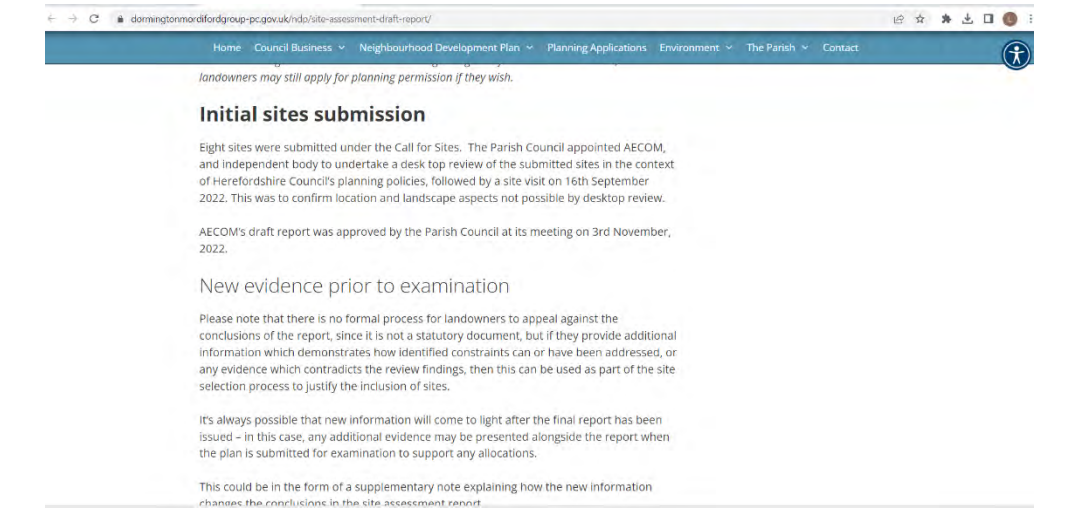 dormingtonmordifordgroup-pc.gov.uk/ndp/site-assessment-draft-report/
Home Council Business Neighbourhood Development Plan Planning Applications Environment The Parish Contact
landowners may still apply for planning permission if they wish.
Initial sites submission
Eight sites were submitted under the Call for Sites. The Parish Council appointed AECOM,
and independent body to undertake a desk top review of the submitted sites in the context
of Herefordshire Council's planning policies, followed by a site visit on 16th September
2022. This was to confirm location and landscape aspects not possible by desktop review.
AECOM's draft report was approved by the Parish Council at its meeting on 3rd November,
2022.
New evidence prior to examination
Please note that there is no formal process for landowners to appeal against the
conclusions of the report, since it is not a statutory document, but if they provide additional
information which demonstrates how identified constraints can or have been addressed, or
any evidence which contradicts the review findings, then this can be used as part of the site
selection process to justify the inclusion of sites.
It's always possible that new information will come to light after the final report has been
issued – in this case, any additional evidence may be presented alongside the report when
the plan is submitted for examination to support any allocations.
This could be in the form of a supplementary note explaining how the new information
changes the conclusions in the site assessment report